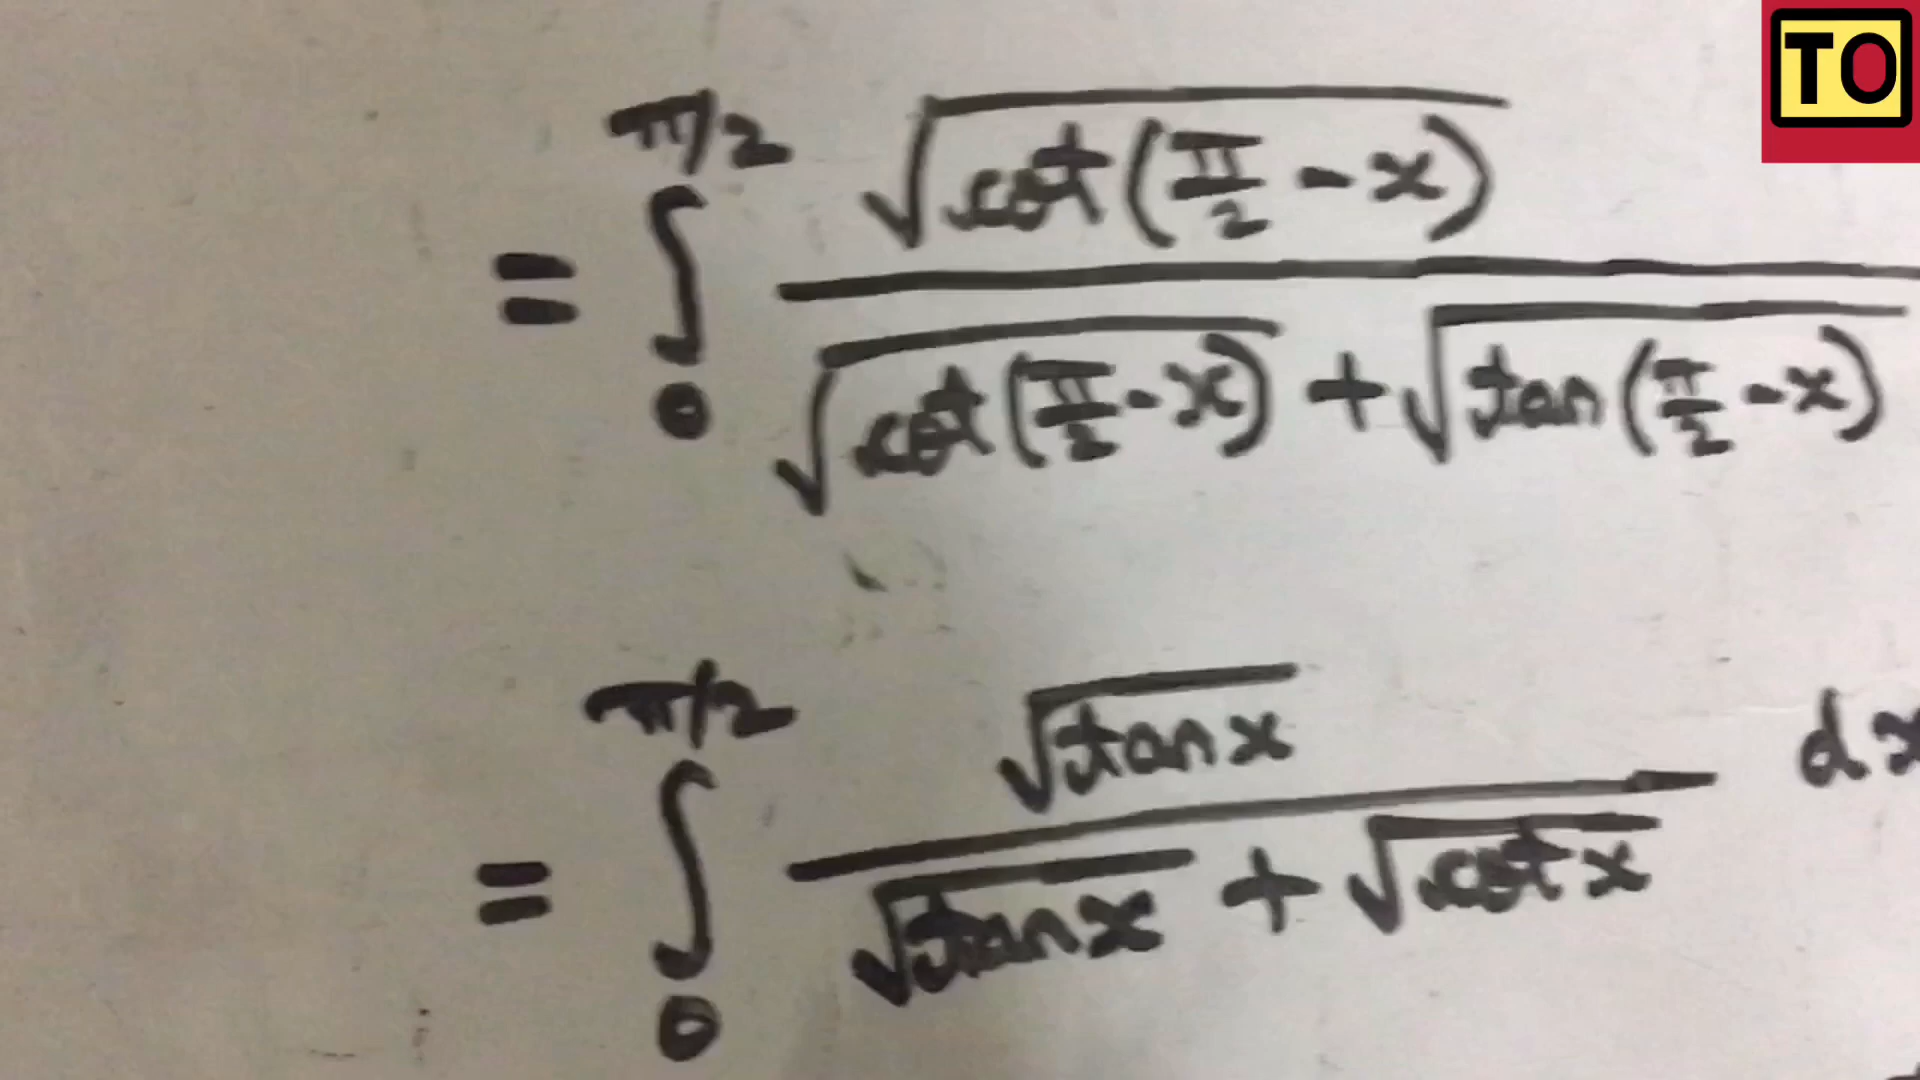 TO
= ∫₀^{π/2} √cot(π/2 - x) / (√cot(π/2 - x) + √tan(π/2 - x))
= ∫₀^{π/2} √tan x / (√tan x + √cot x) dx